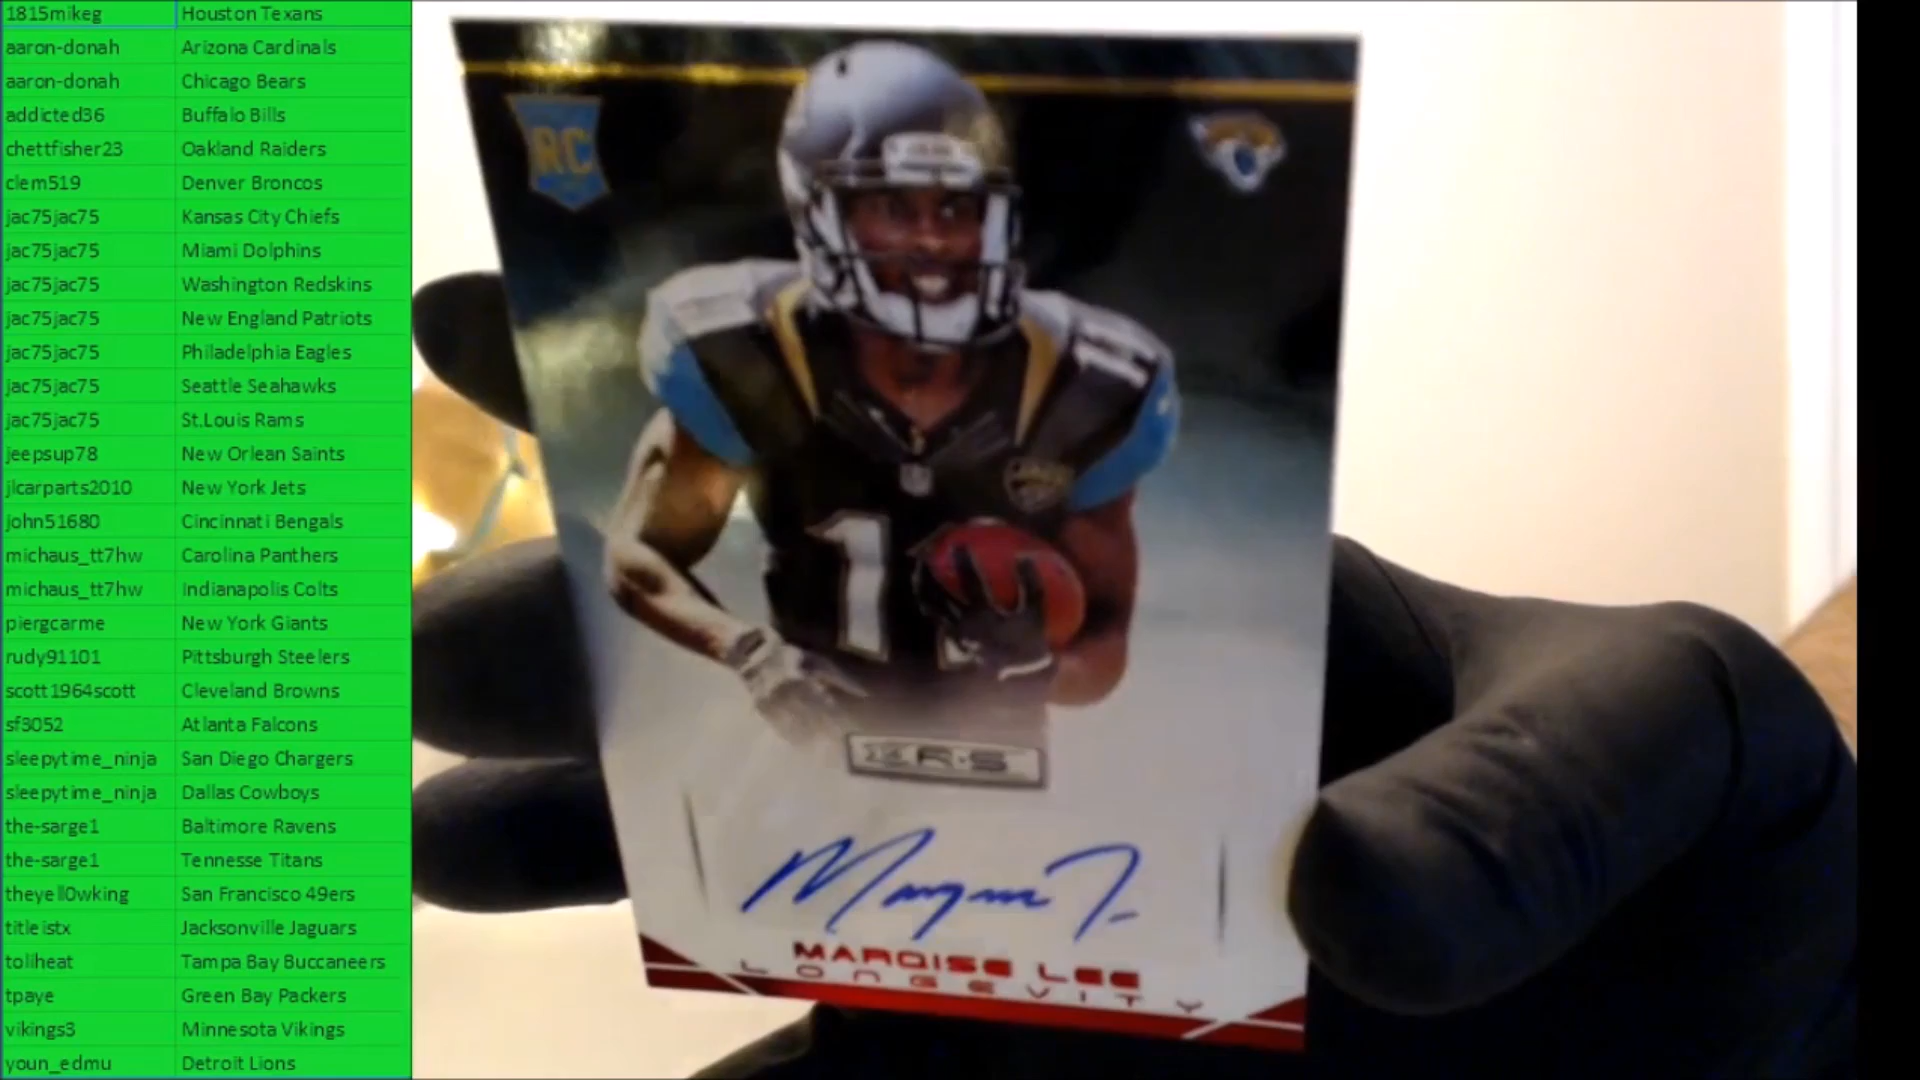 1815mikeg Houston Texans
aaron-donah Arizona Cardinals
aaron-donah Chicago Bears
addicted36 Buffalo Bills
chettfisher23 Oakland Raiders
clem519 Denver Broncos
jac75jac75 Kansas City Chiefs
jac75jac75 Miami Dolphins
jac75jac75 Washington Redskins
jac75jac75 New England Patriots
jac75jac75 Philadelphia Eagles
jac75jac75 Seattle Seahawks
jac75jac75 St.Louis Rams
jeepsup78 New Orlean Saints
jlcarparts2010 New York Jets
john51680 Cincinnati Bengals
michaus_tt7hw Carolina Panthers
michaus_tt7hw Indianapolis Colts
piergcarme New York Giants
rudy91101 Pittsburgh Steelers
scott1964scott Cleveland Browns
sf3052 Atlanta Falcons
sleepytime_ninja San Diego Chargers
sleepytime_ninja Dallas Cowboys
the-sarge1 Baltimore Ravens
the-sarge1 Tennesse Titans
theyell0wking San Francisco 49ers
titleistx Jacksonville Jaguars
toliheat Tampa Bay Buccaneers
tpaye Green Bay Packers
vikings3 Minnesota Vikings
youn_edmu Detroit Lions
RC
11
R·S
MARQISE LEE
LONGEVITY